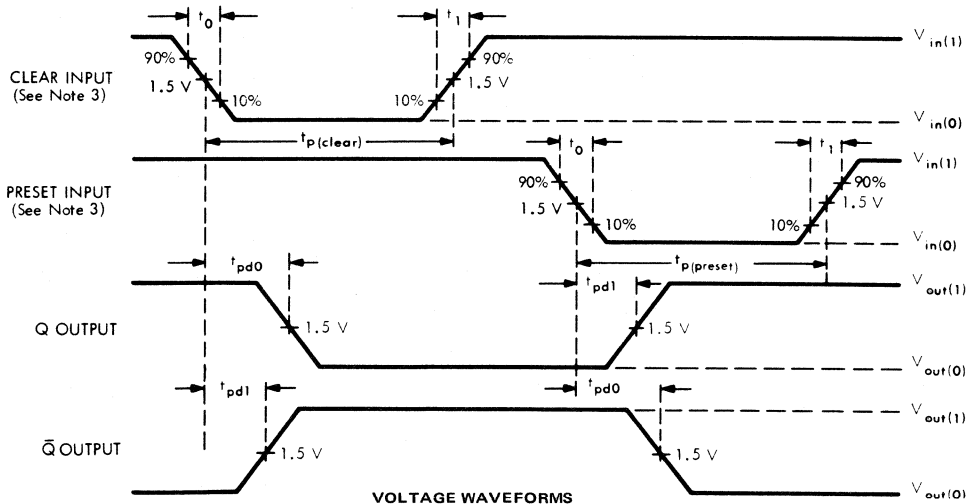 t0
t1
Vin(1)
90%
90%
CLEAR INPUT
(See Note 3)
1.5 V
1.5 V
10%
10%
Vin(0)
tp(clear)
t0
t1
Vin(1)
PRESET INPUT
(See Note 3)
90%
90%
1.5 V
1.5 V
10%
10%
Vin(0)
tpd0
tp(preset)
tpd1
Vout(1)
Q OUTPUT
1.5 V
1.5 V
Vout(0)
tpd1
tpd0
Vout(1)
Q̄ OUTPUT
1.5 V
1.5 V
Vout(0)
VOLTAGE WAVEFORMS